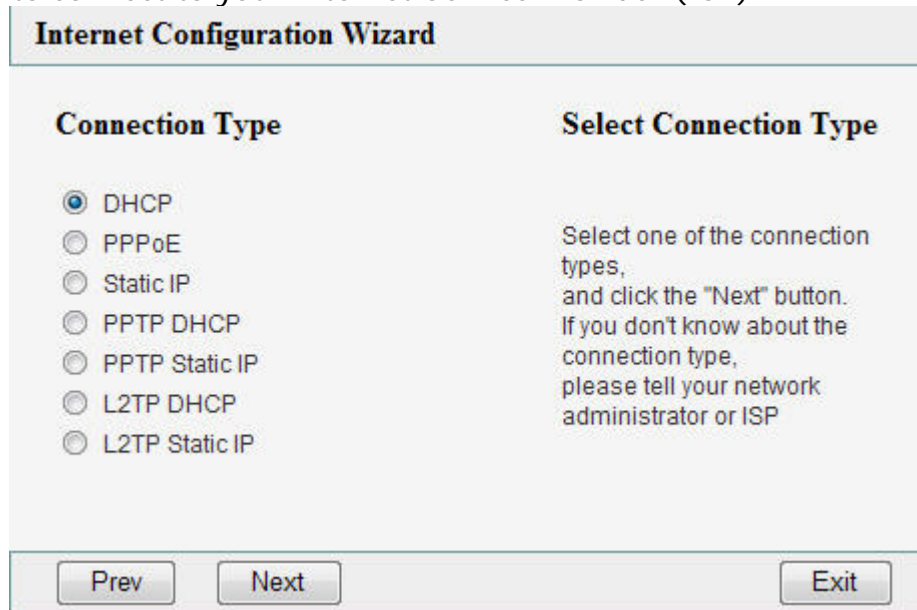 Internet Configuration Wizard
Connection Type
DHCP
PPPoE
Static IP
PPTP DHCP
PPTP Static IP
L2TP DHCP
L2TP Static IP
Select Connection Type
Select one of the connection
types,
and click the "Next" button.
If you don't know about the
connection type,
please tell your network
administrator or ISP
Prev
Next
Exit